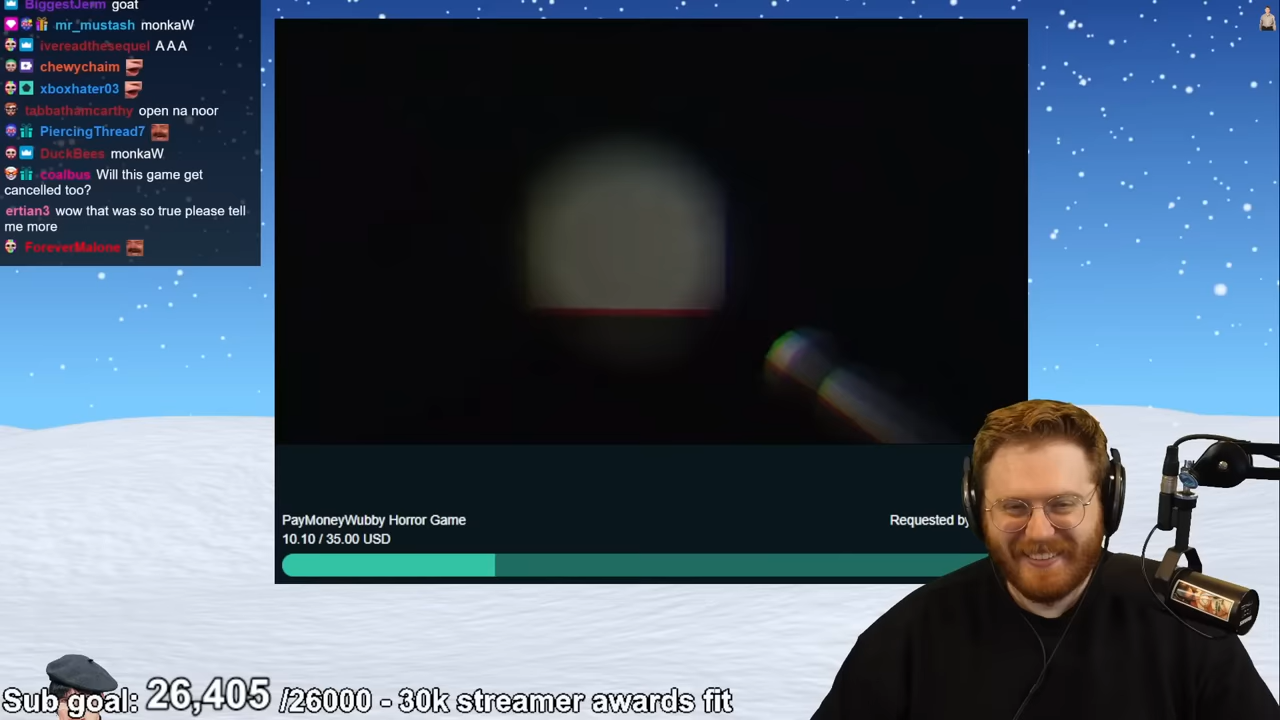 BiggestJerm goat
mr_mustash monkaW
ivereadthesequel AAA
chewychaim
xboxhater03
tabbathamcarthy open na noor
PiercingThread7
DuckBees monkaW
coalbus Will this game get
cancelled too?
ertian3 wow that was so true please tell
me more
ForeverMalone
PayMoneyWubby Horror Game
Requested by
10.10 / 35.00 USD
Sub goal: 26,405 /26000 - 30k streamer awards fit